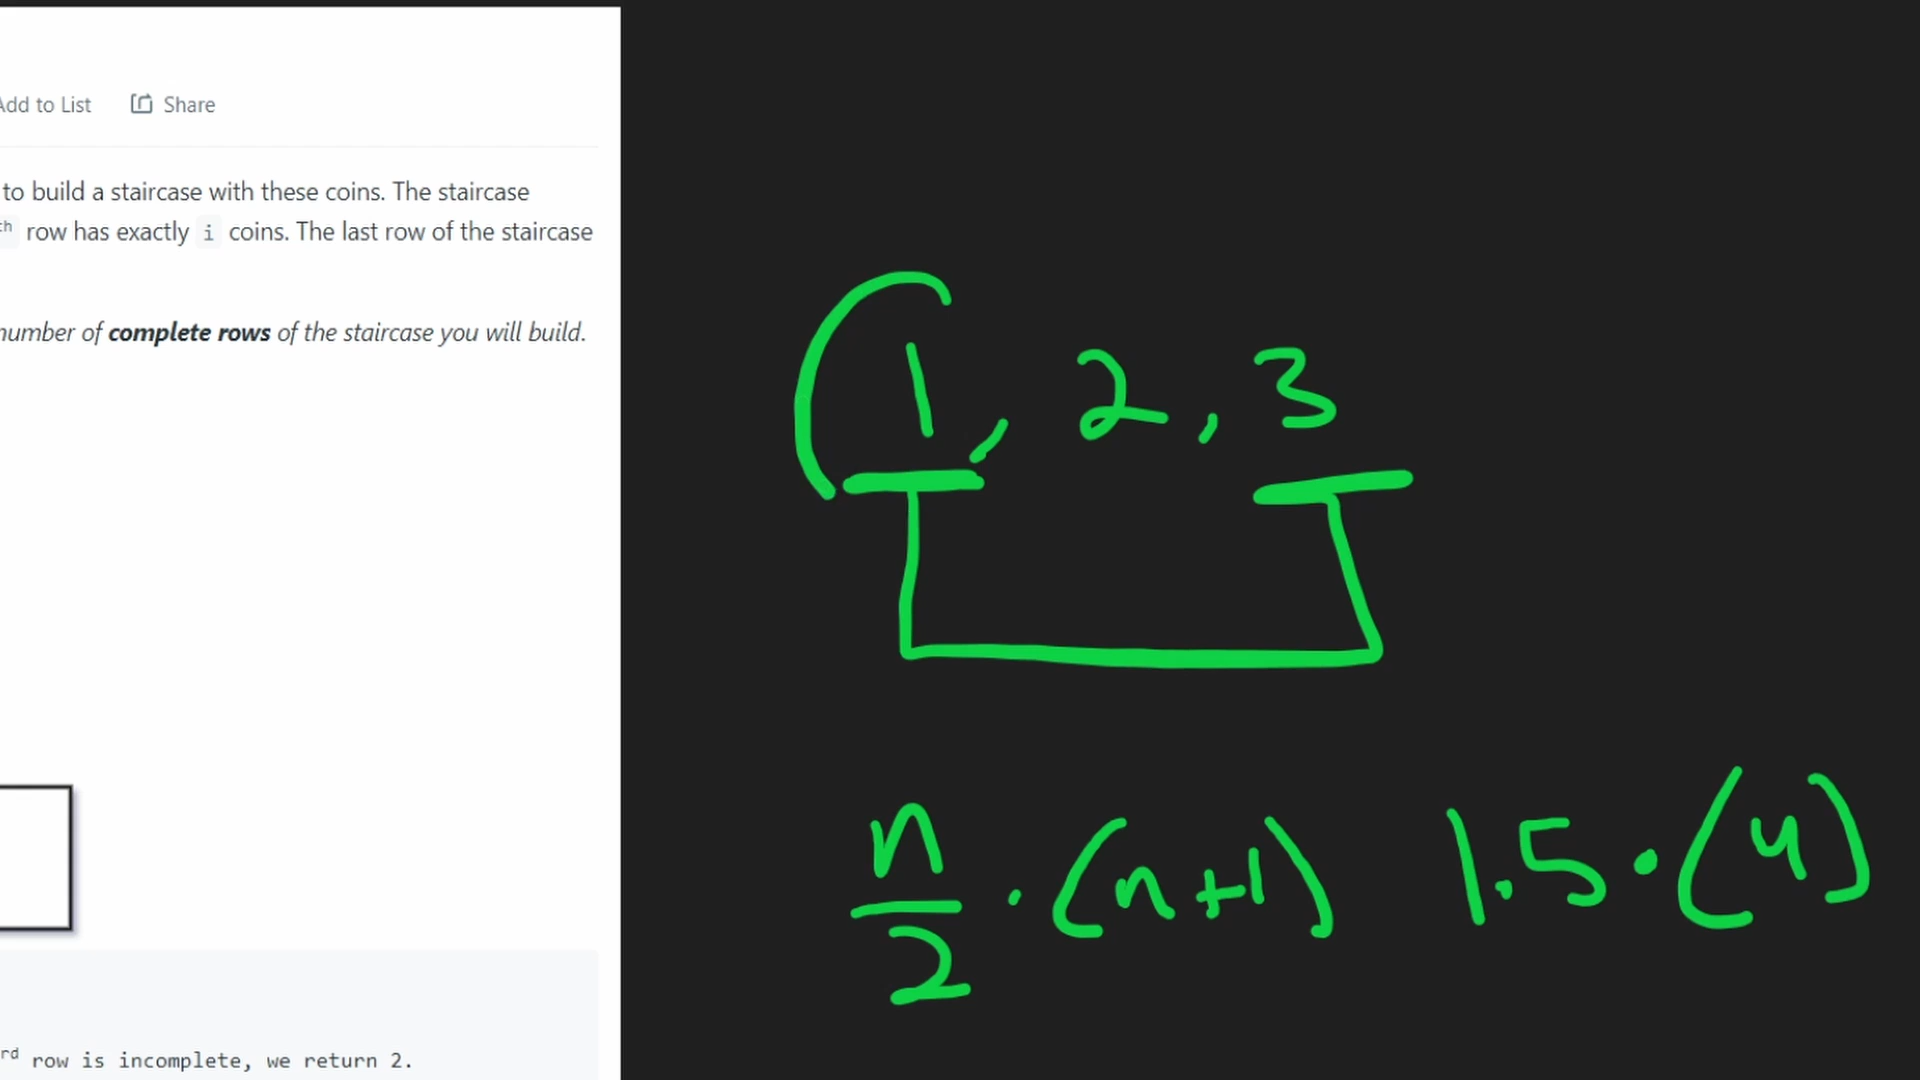 Add to List Share
to build a staircase with these coins. The staircase
th row has exactly i coins. The last row of the staircase
number of complete rows of the staircase you will build.
1, 2, 3
n/2 · (n+1) 1.5 · (4)
rd row is incomplete, we return 2.